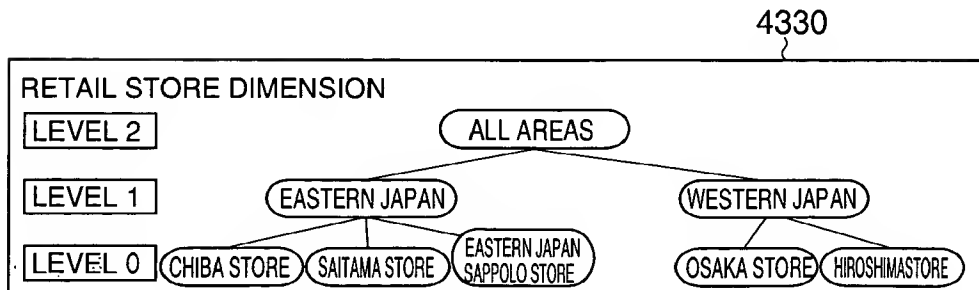 4330
RETAIL STORE DIMENSION
LEVEL 2
ALL AREAS
LEVEL 1
EASTERN JAPAN
WESTERN JAPAN
LEVEL 0
CHIBA STORE
SAITAMA STORE
EASTERN JAPAN
SAPPOLO STORE
OSAKA STORE
HIROSHIMASTORE